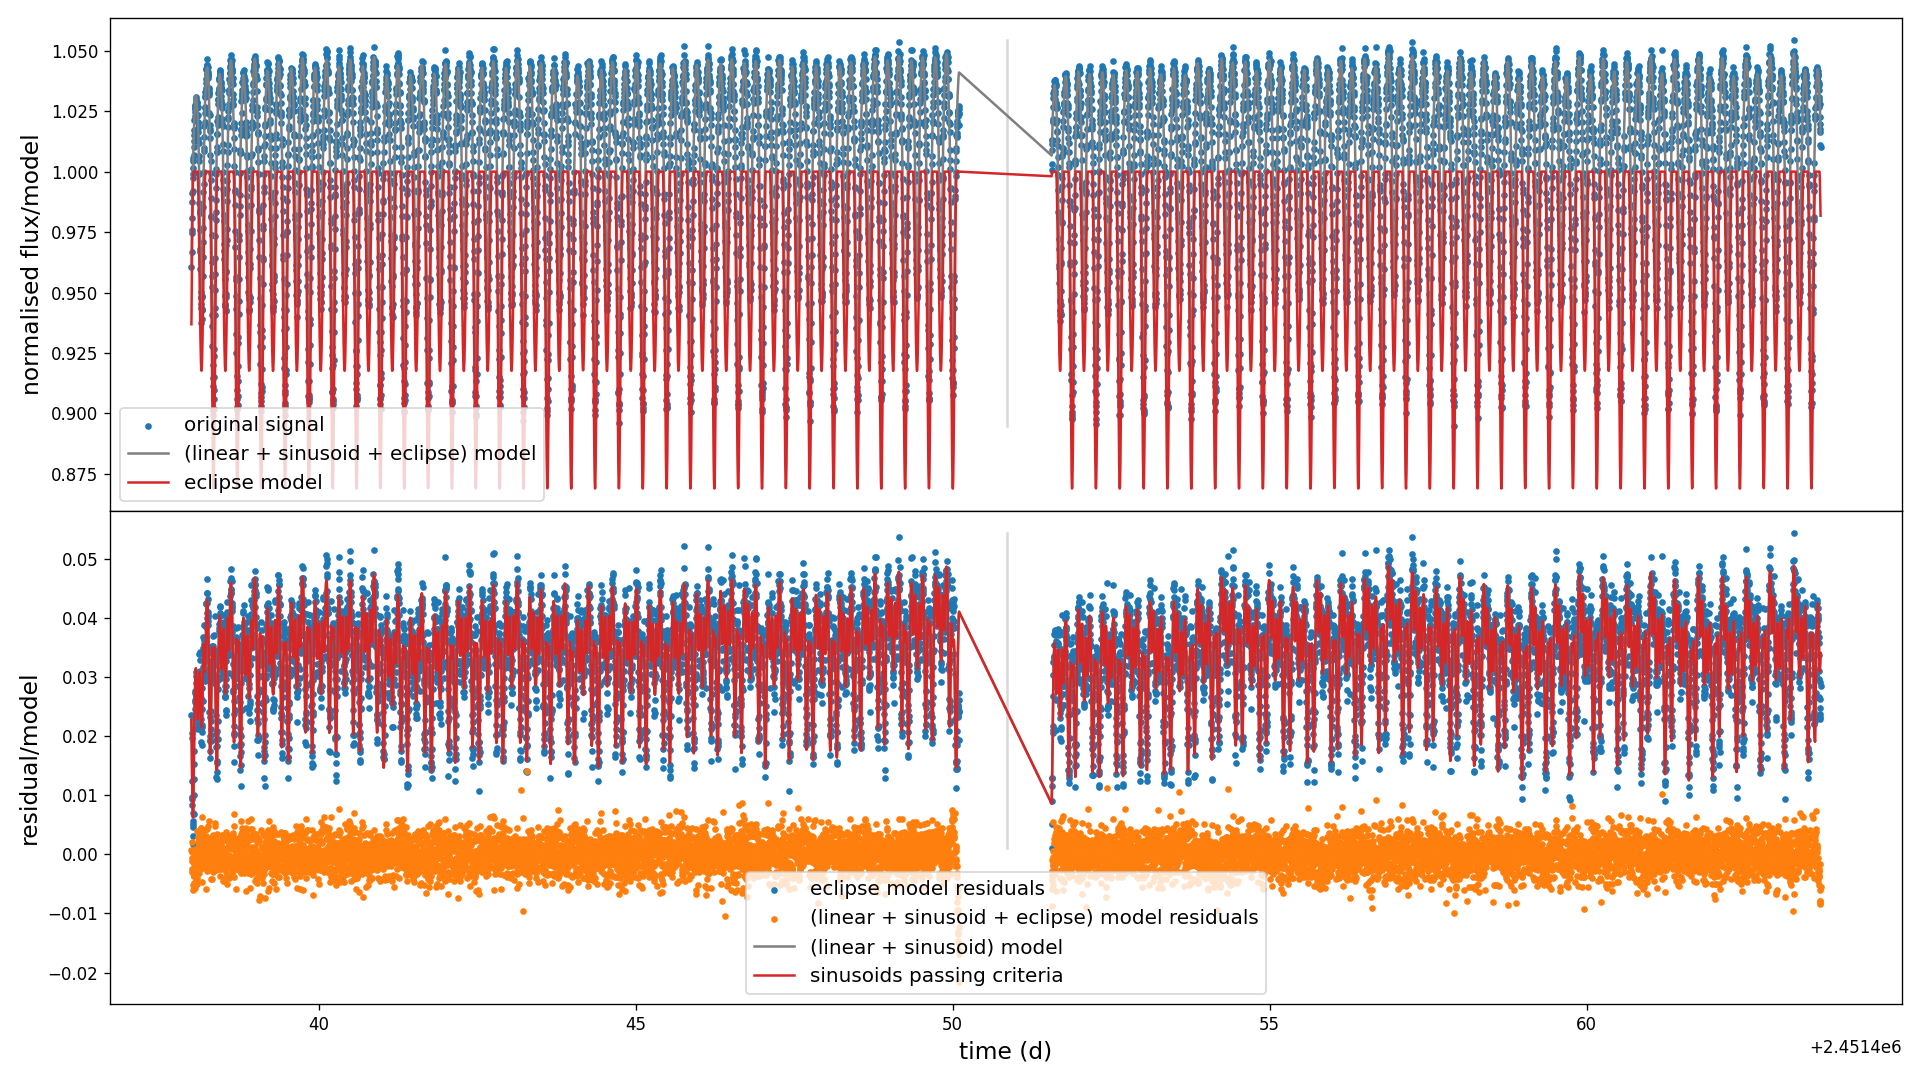 normalised flux/model
1.050
1.025
1.000
0.975
0.950
0.925
0.900
0.875
original signal
(linear + sinusoid + eclipse) model
eclipse model
residual/model
0.05
0.04
0.03
0.02
0.01
0.00
−0.01
−0.02
eclipse model residuals
(linear + sinusoid + eclipse) model residuals
(linear + sinusoid) model
sinusoids passing criteria
40
45
50
55
60
time (d)
+2.4514e6